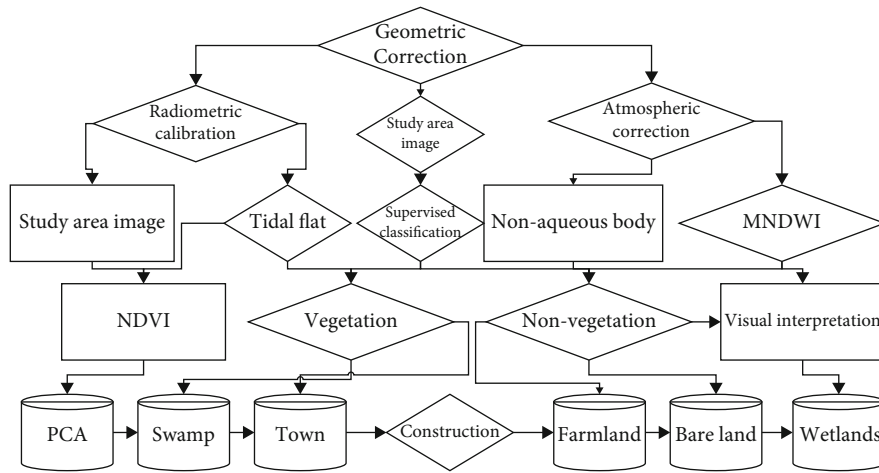 Geometric
Correction
Radiometric
calibration
Study area
image
Atmospheric
correction
Study area image
Tidal flat
Supervised
classification
Non-aqueous body
MNDWI
NDVI
Vegetation
Non-vegetation
Visual interpretation
PCA
Swamp
Town
Construction
Farmland
Bare land
Wetlands